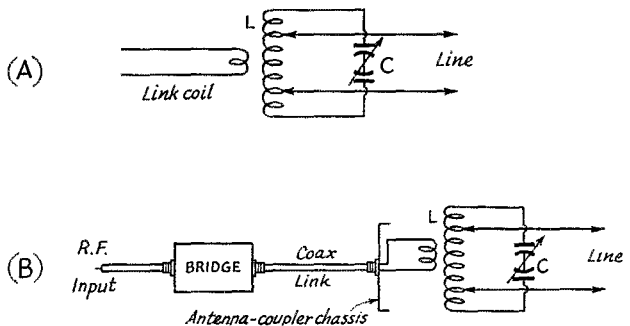 (A)
L
C
Line
Link coil
(B)
R.F.
Input
BRIDGE
Coax
Link
L
C
Line
Antenna-coupler chassis